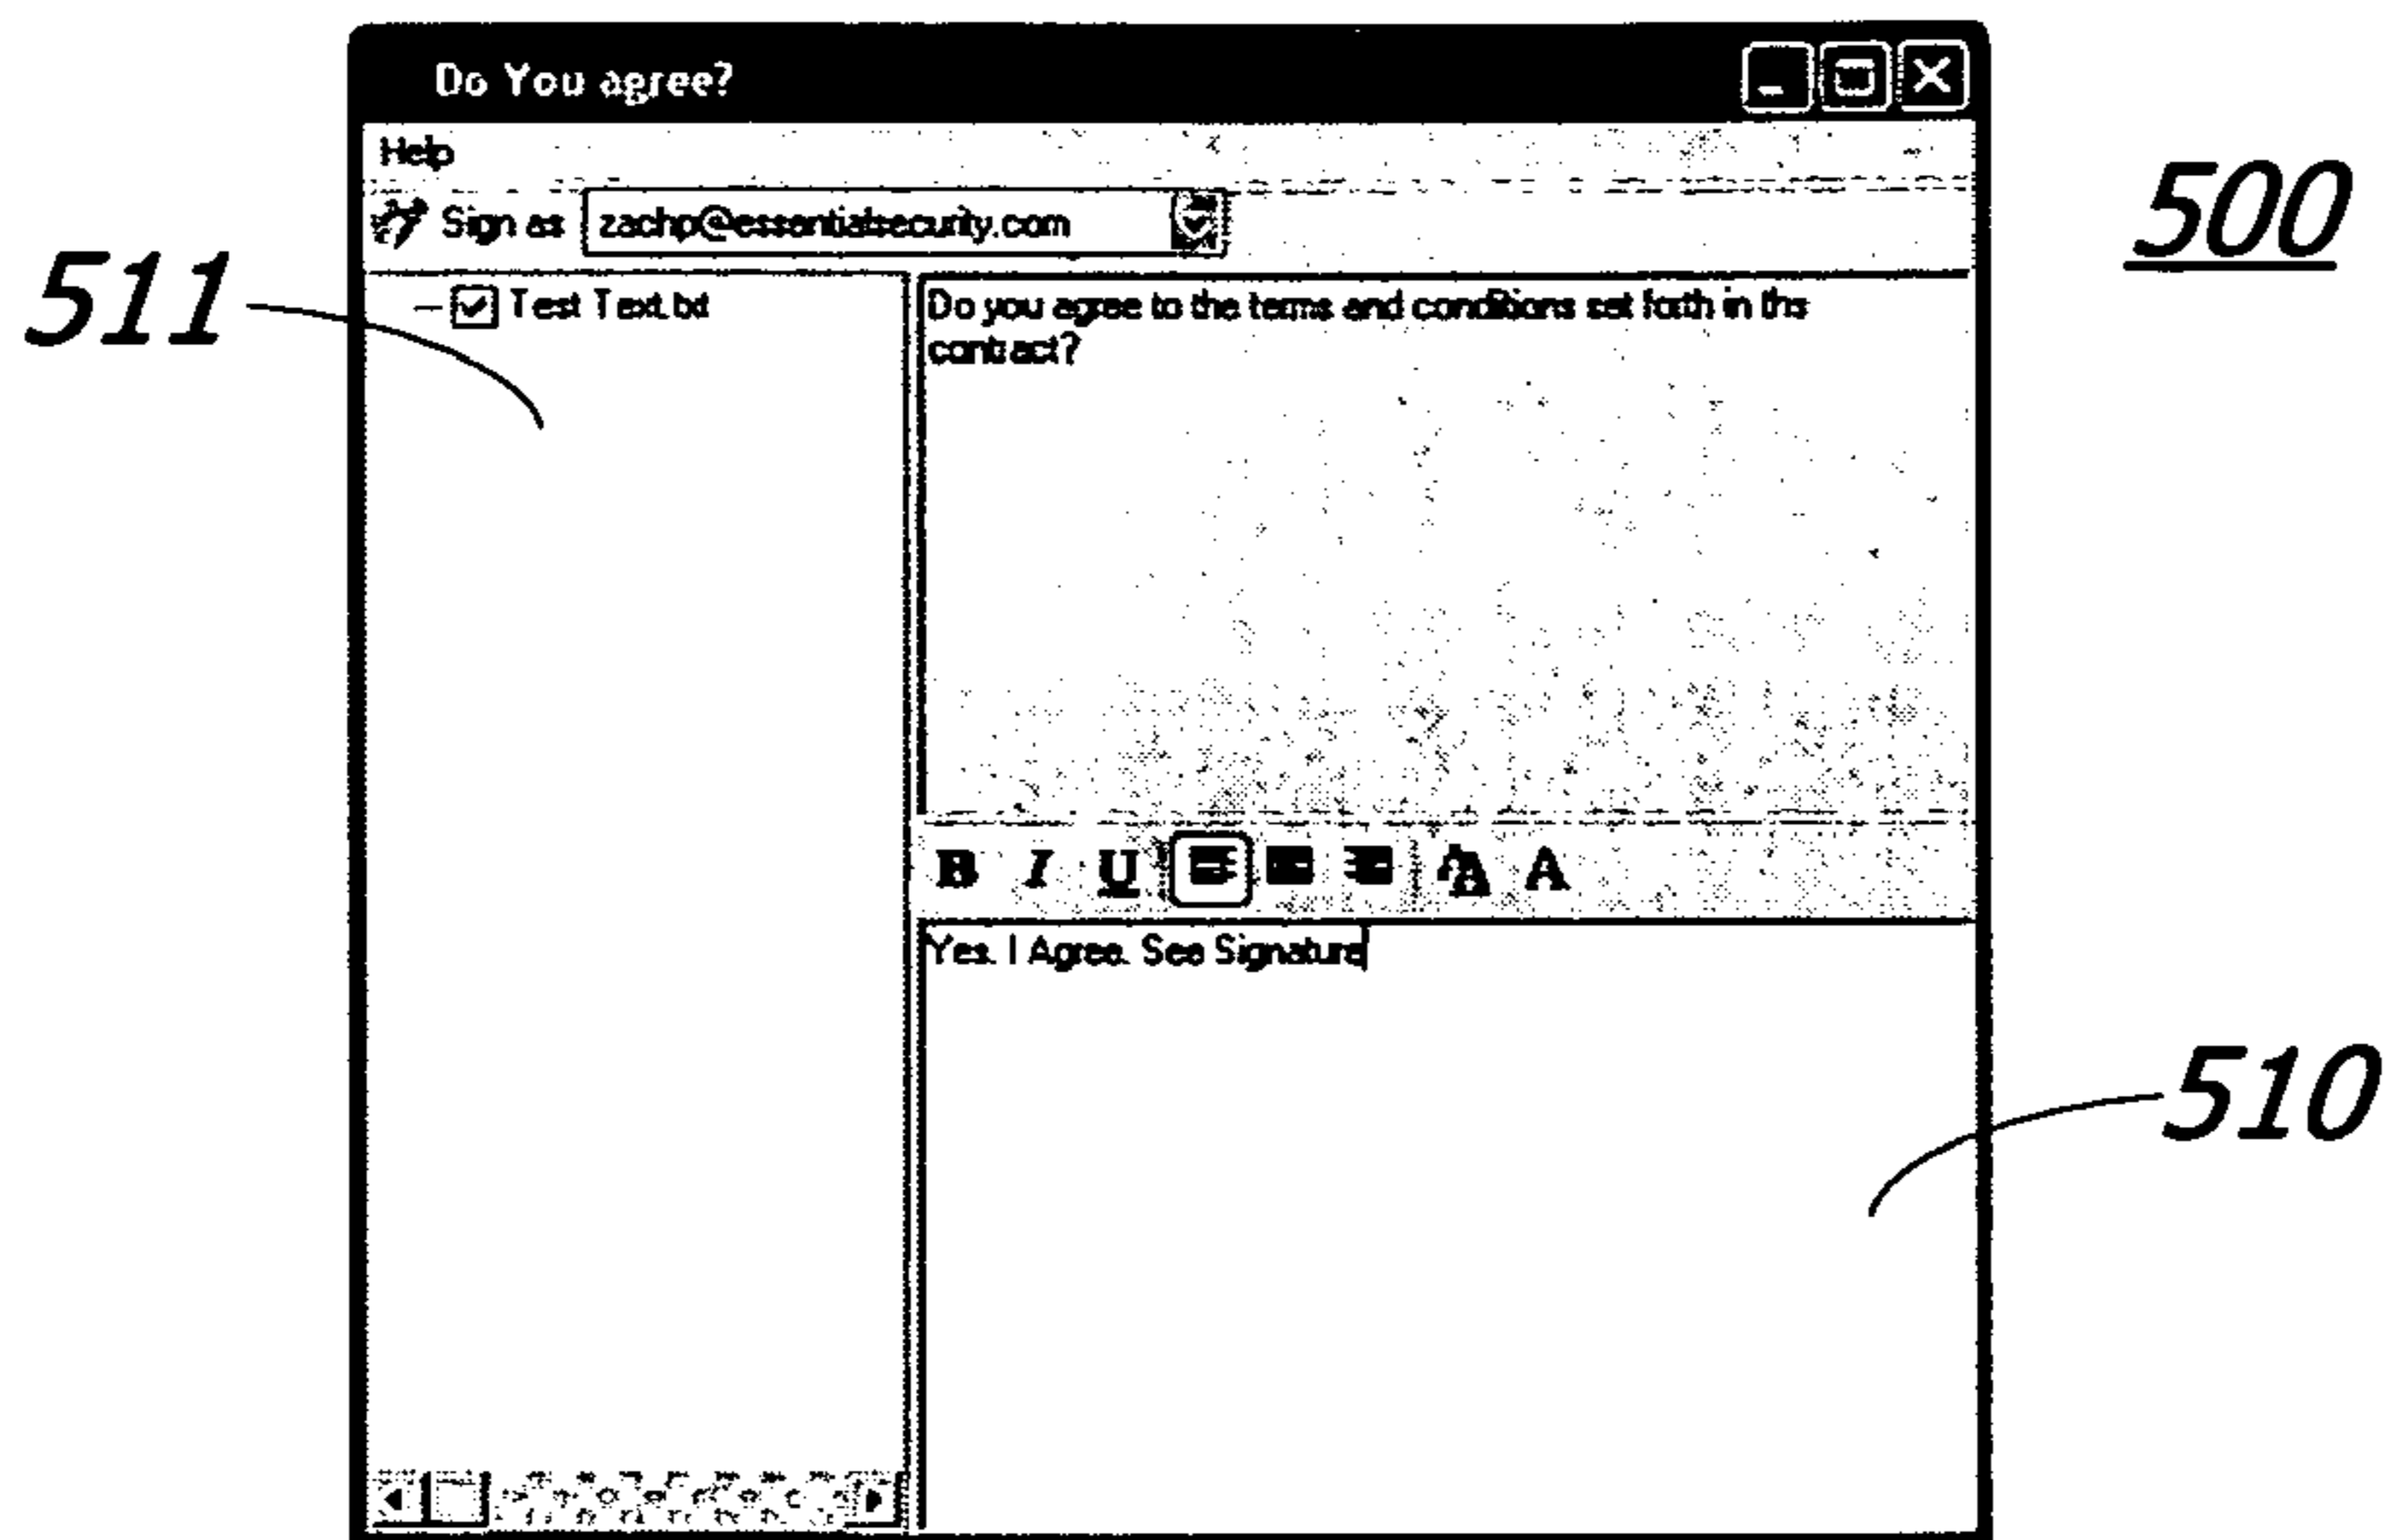 Do You agree?
Help
500
Sign as zachp@essentialsecurity.com
511
Test Text.txt
Do you agree to the terms and conditions set forth in ths
contract?
B I U A A
Yes. I Agree. See Signature
510